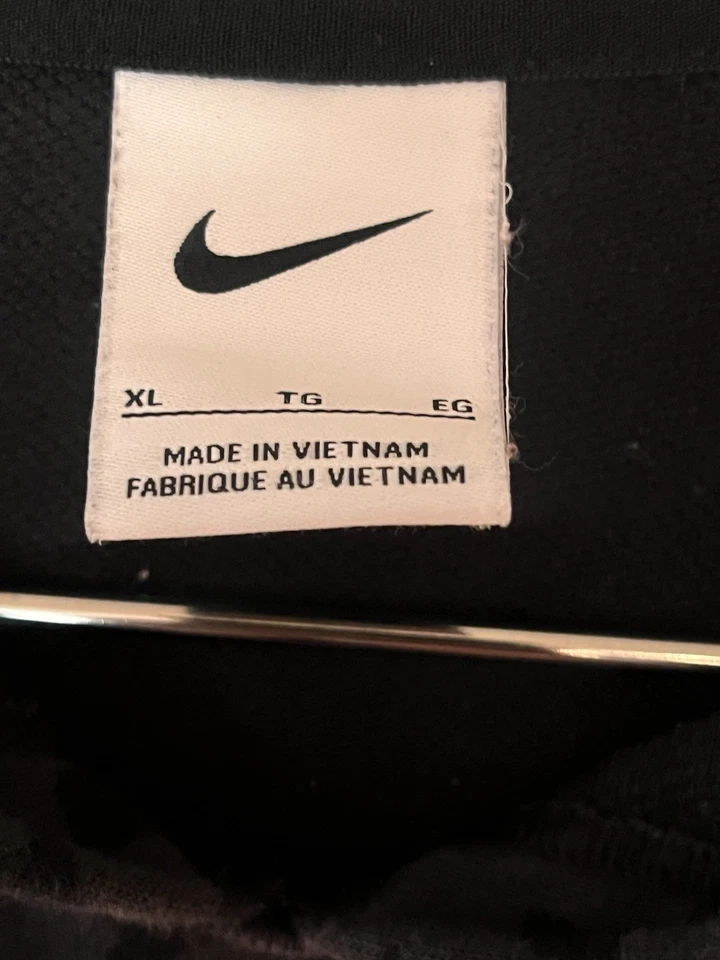 XL TG EG
MADE IN VIETNAM
FABRIQUE AU VIETNAM